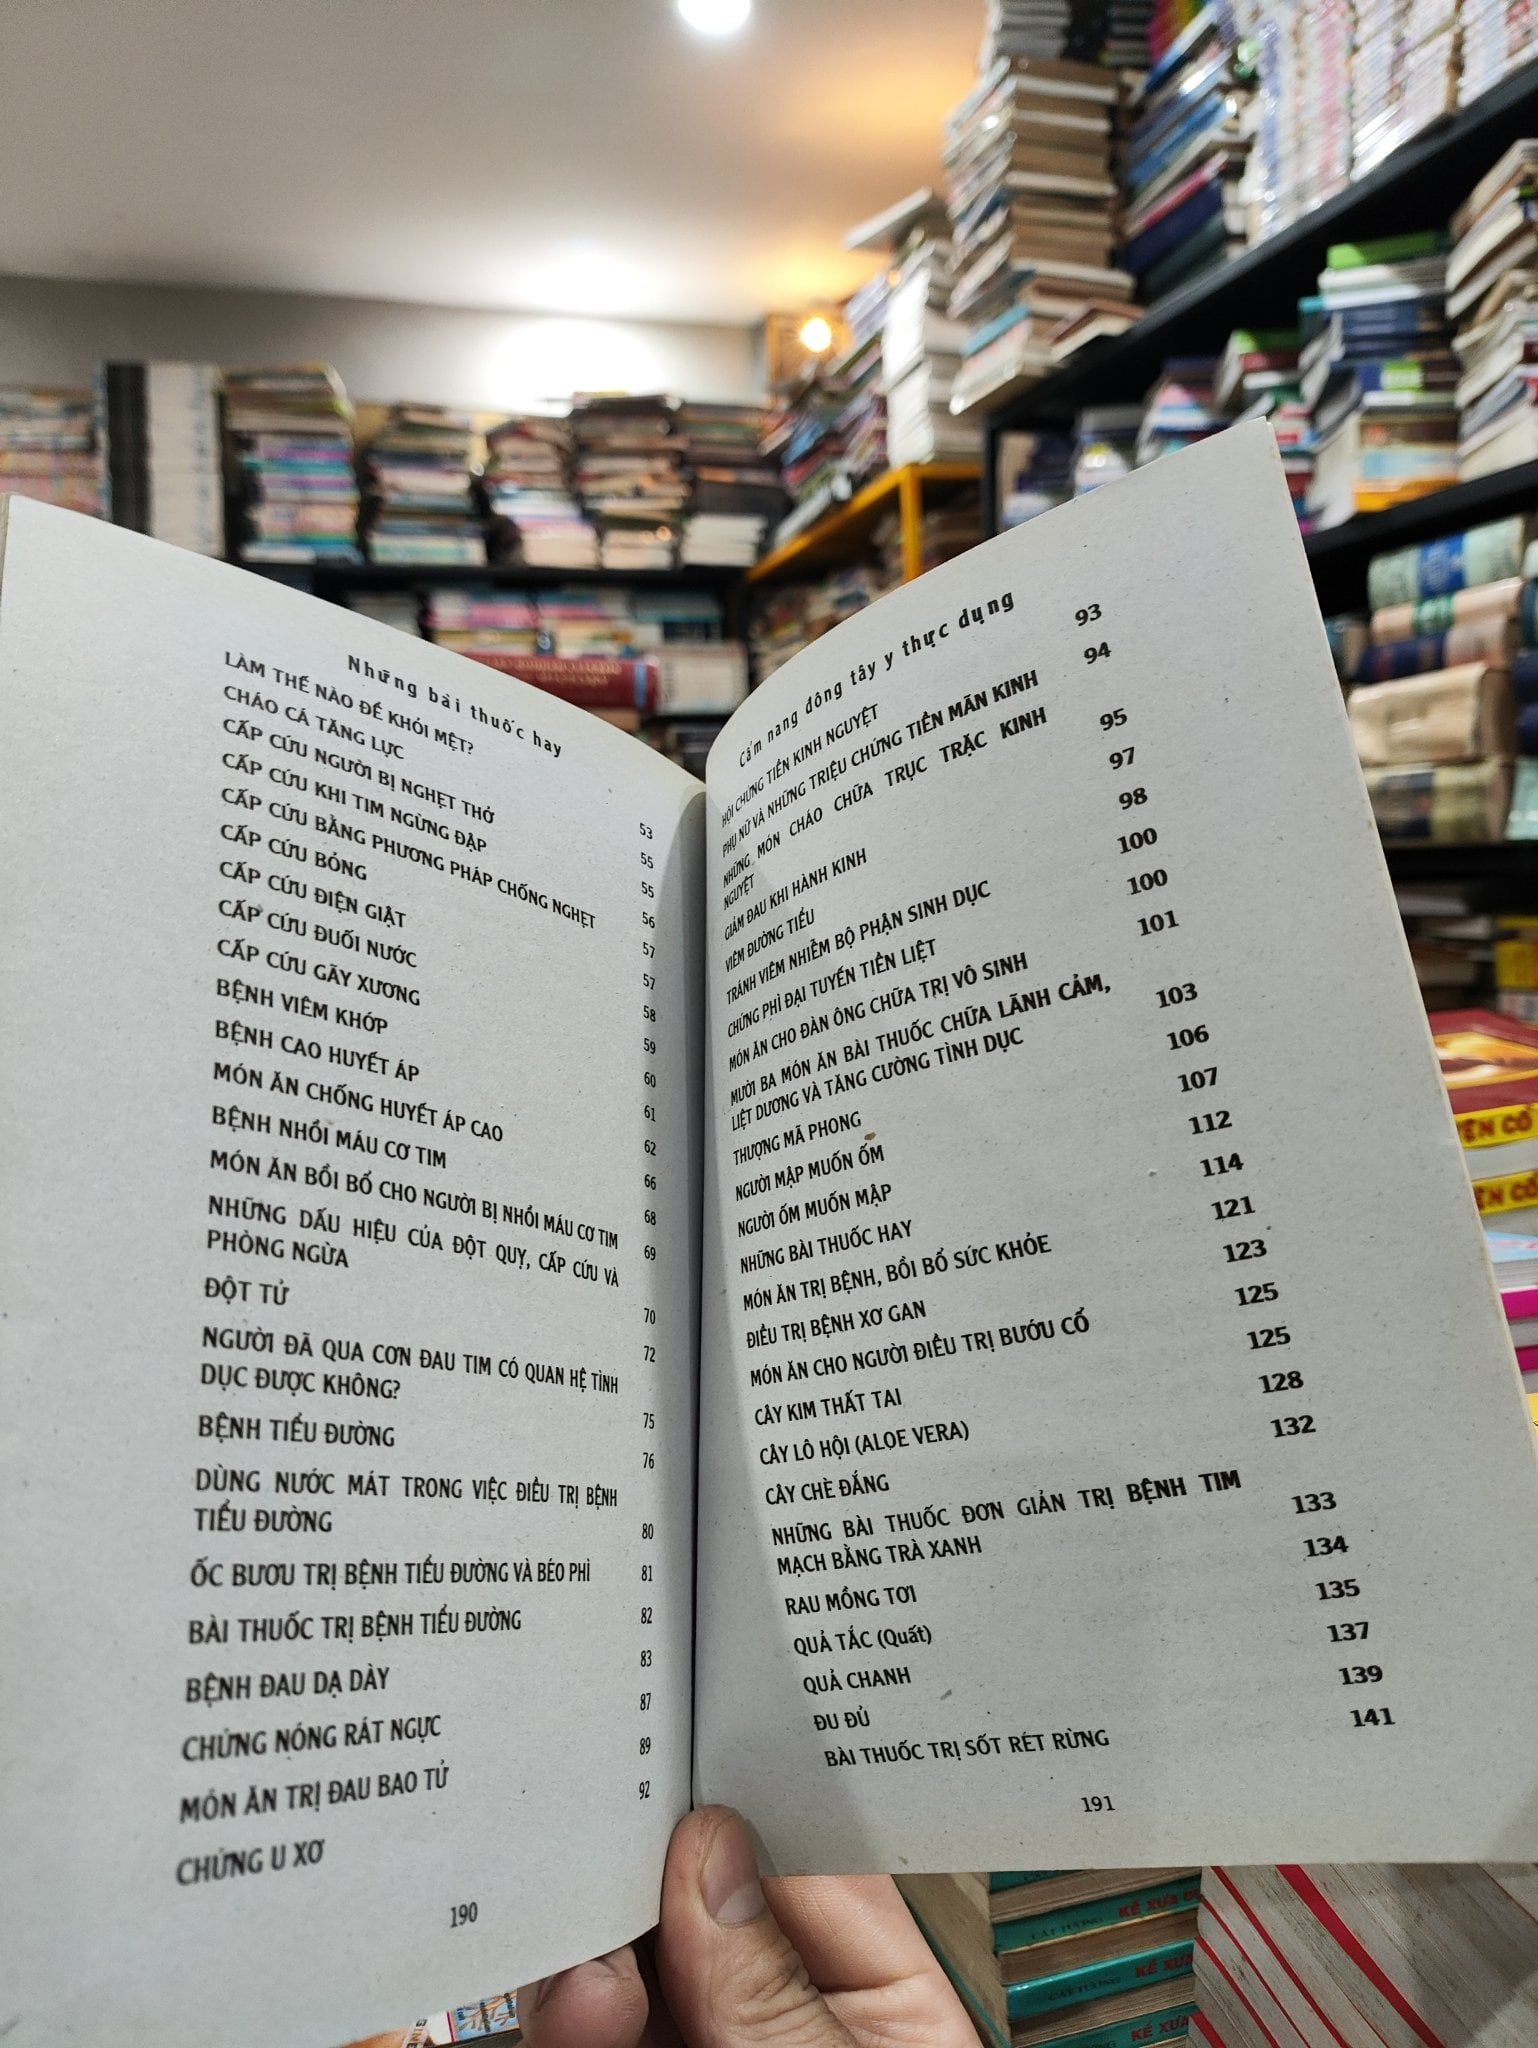 Những bài thuốc hay
LÀM THẾ NÀO ĐỂ KHỎI MỆT? 53
CHÁO CÁ TĂNG LỰC 55
CẤP CỨU NGƯỜI BỊ NGHẸT THỞ 55
CẤP CỨU KHI TIM NGỪNG ĐẬP 56
CẤP CỨU BẰNG PHƯƠNG PHÁP CHỐNG NGHẸT 57
CẤP CỨU BỎNG 57
CẤP CỨU ĐIỆN GIẬT 58
CẤP CỨU ĐUỐI NƯỚC 59
CẤP CỨU GÃY XƯƠNG 60
BỆNH VIÊM KHỚP 61
BỆNH CAO HUYẾT ÁP 62
MÓN ĂN CHỐNG HUYẾT ÁP CAO 66
BỆNH NHỒI MÁU CƠ TIM 68
MÓN ĂN BỒI BỔ CHO NGƯỜI BỊ NHỒI MÁU CƠ TIM 69
NHỮNG DẤU HIỆU CỦA ĐỘT QUỴ, CẤP CỨU VÀ
PHÒNG NGỪA 70
ĐỘT TỬ 72
NGƯỜI ĐÃ QUA CƠN ĐAU TIM CÓ QUAN HỆ TÌNH
DỤC ĐƯỢC KHÔNG? 75
BỆNH TIỂU ĐƯỜNG 76
DÙNG NƯỚC MÁT TRONG VIỆC ĐIỀU TRỊ BỆNH
TIỂU ĐƯỜNG 80
ỐC BƯƠU TRỊ BỆNH TIỂU ĐƯỜNG VÀ BÉO PHÌ 81
BÀI THUỐC TRỊ BỆNH TIỂU ĐƯỜNG 82
BỆNH ĐAU DẠ DÀY 83
CHỨNG NÓNG RÁT NGỰC 87
MÓN ĂN TRỊ ĐAU BAO TỬ 89
CHỨNG U XƠ 92
190
Cẩm nang đông tây y thực dụng
HỘI CHỨNG TIỀN KINH NGUYỆT 93
PHỤ NỮ VÀ NHỮNG TRIỆU CHỨNG TIỀN MÃN KINH 94
NHỮNG MÓN CHÁO CHỮA TRỤC TRẶC KINH
NGUYỆT 95
GIẢM ĐAU KHI HÀNH KINH 97
VIÊM ĐƯỜNG TIỂU 98
TRÁNH VIÊM NHIỄM BỘ PHẬN SINH DỤC 100
CHỨNG PHÌ ĐẠI TUYẾN TIỀN LIỆT 100
MÓN ĂN CHO ĐÀN ÔNG CHỮA TRỊ VÔ SINH 101
MƯỜI BA MÓN ĂN BÀI THUỐC CHỮA LÃNH CẢM,
LIỆT DƯƠNG VÀ TĂNG CƯỜNG TÌNH DỤC 103
THƯỢNG MÃ PHONG 106
NGƯỜI MẬP MUỐN ỐM 107
NGƯỜI ỐM MUỐN MẬP 112
NHỮNG BÀI THUỐC HAY 114
MÓN ĂN TRỊ BỆNH, BỒI BỔ SỨC KHỎE 121
ĐIỀU TRỊ BỆNH XƠ GAN 123
MÓN ĂN CHO NGƯỜI ĐIỀU TRỊ BƯỚU CỔ 125
CÂY KIM THẤT TAI 125
CÂY LÔ HỘI (ALOE VERA) 128
CÂY CHÈ ĐẮNG 132
NHỮNG BÀI THUỐC ĐƠN GIẢN TRỊ BỆNH TIM
MẠCH BẰNG TRÀ XANH 133
RAU MỒNG TƠI 134
QUẢ TẮC (Quất) 135
QUẢ CHANH 137
ĐU ĐỦ 139
BÀI THUỐC TRỊ SỐT RÉT RỪNG 141
191
CÁT TƯỜNG KẺ XƯA
CÁT TƯỜNG KẺ XƯA